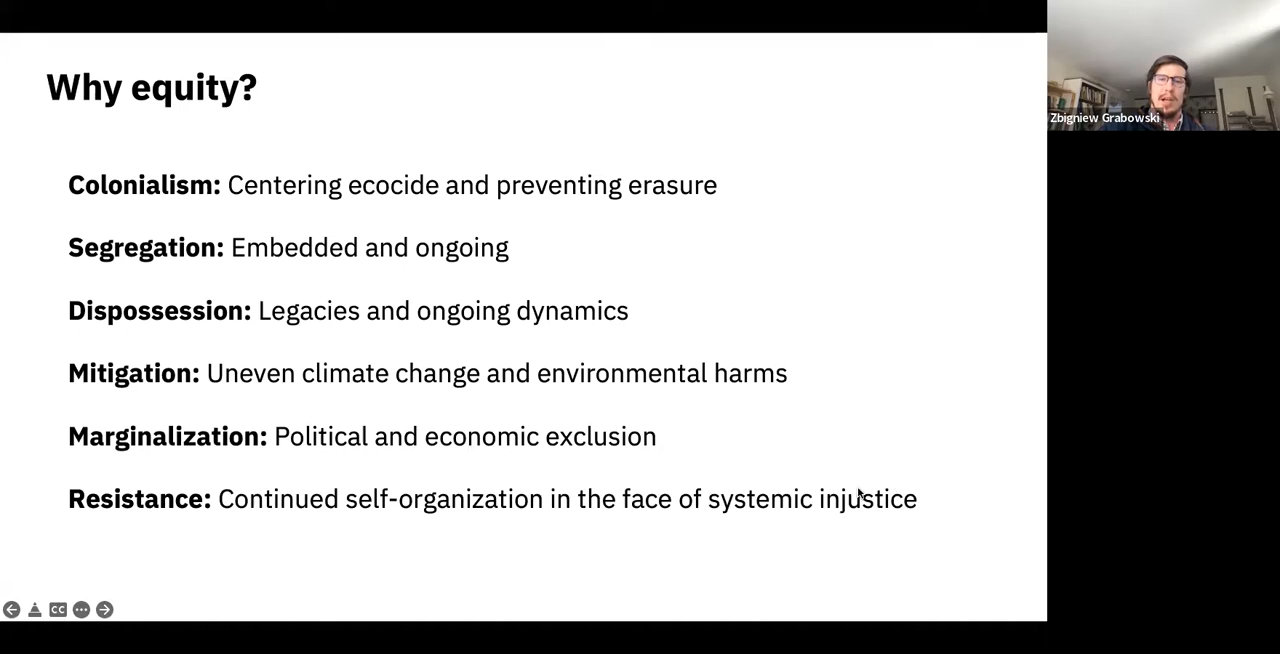 Why equity?
Colonialism: Centering ecocide and preventing erasure
Segregation: Embedded and ongoing
Dispossession: Legacies and ongoing dynamics
Mitigation: Uneven climate change and environmental harms
Marginalization: Political and economic exclusion
Resistance: Continued self-organization in the face of systemic injustice
Zbigniew Grabowski
CC